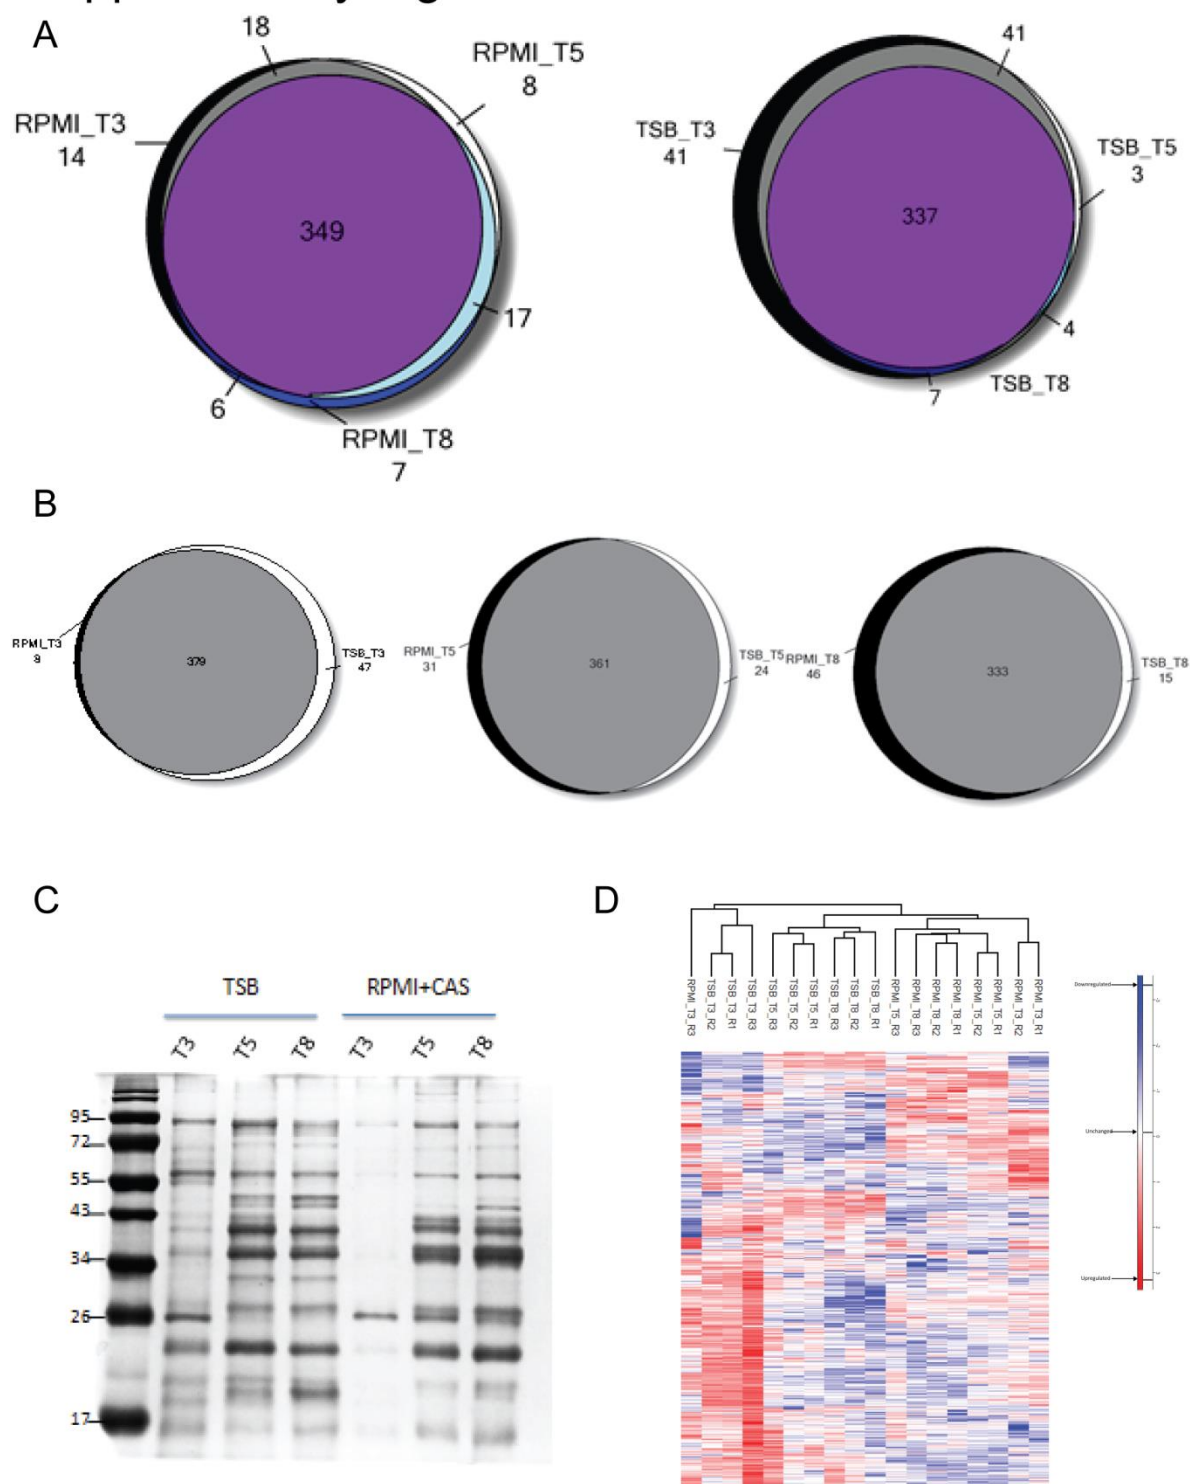 A
18
RPMI_T5
8
RPMI_T3
14
349
17
6
RPMI_T8
7
41
TSB_T3
41
TSB_T5
3
337
4
TSB_T8
7
B
RPMI_T3
379
TSB_T3
47
RPMI_T5
31
361
TSB_T5
24
RPMI_T8
46
333
TSB_T8
15
C
TSB
RPMI+CAS
T3
T5
T8
T3
T5
T8
95
72
55
43
34
26
17
D
RPMI_T3_R3
TSB_T3_R2
TSB_T3_R1
TSB_T3_R3
TSB_T5_R3
TSB_T5_R2
TSB_T5_R1
TSB_T8_R3
TSB_T8_R2
TSB_T8_R1
RPMI_T5_R3
RPMI_T8_R3
RPMI_T8_R2
RPMI_T8_R1
RPMI_T5_R2
RPMI_T5_R1
RPMI_T3_R2
RPMI_T3_R1
Downregulated
Unchanged
Upregulated